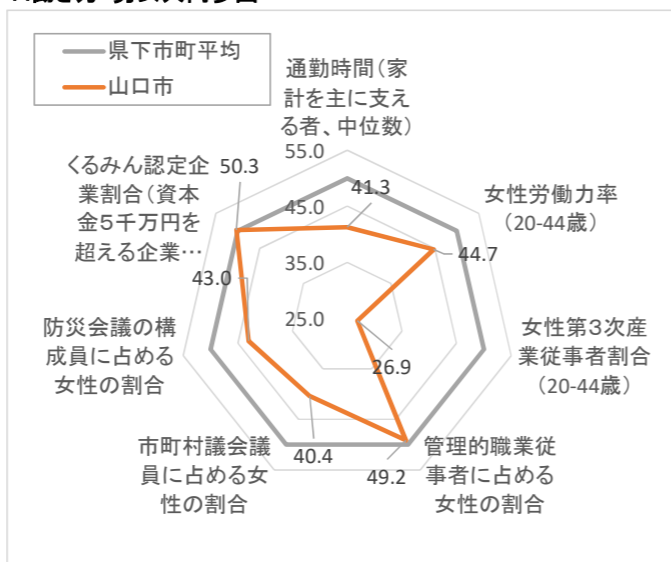 県下市町平均
山口市
通勤時間(家
計を主に支え
る者、中位数)
55.0
45.0
35.0
25.0
41.3
女性労働力率
(20-44歳)
44.7
女性第3次産
業従事者割合
(20-44歳)
26.9
管理的職業従
事者に占める
女性の割合
49.2
市町村議会議
員に占める女
性の割合
40.4
防災会議の構
成員に占める
女性の割合
43.0
くるみん認定企
業割合(資本
金5千万円を
超える企業…
50.3